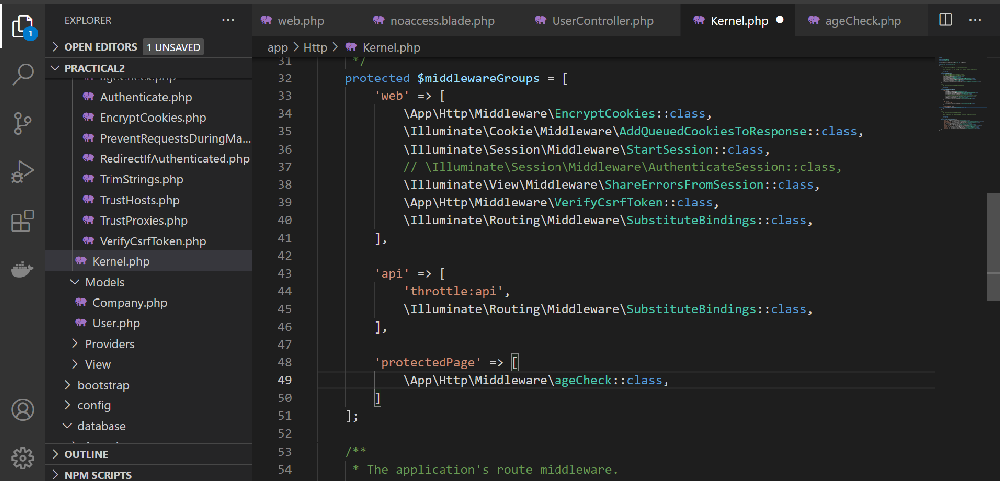 EXPLORER
OPEN EDITORS 1 UNSAVED
PRACTICAL2
ageCheck.php
Authenticate.php
EncryptCookies.php
PreventRequestsDuringMa...
RedirectIfAuthenticated.php
TrimStrings.php
TrustHosts.php
TrustProxies.php
VerifyCsrfToken.php
Kernel.php
Models
Company.php
User.php
Providers
View
bootstrap
config
database
OUTLINE
NPM SCRIPTS
1
web.php noaccess.blade.php UserController.php Kernel.php ageCheck.php
app > Http > Kernel.php
31 */
32 protected $middlewareGroups = [
33 'web' => [
34 \App\Http\Middleware\EncryptCookies::class,
35 \Illuminate\Cookie\Middleware\AddQueuedCookiesToResponse::class,
36 \Illuminate\Session\Middleware\StartSession::class,
37 // \Illuminate\Session\Middleware\AuthenticateSession::class,
38 \Illuminate\View\Middleware\ShareErrorsFromSession::class,
39 \App\Http\Middleware\VerifyCsrfToken::class,
40 \Illuminate\Routing\Middleware\SubstituteBindings::class,
41 ],
42
43 'api' => [
44 'throttle:api',
45 \Illuminate\Routing\Middleware\SubstituteBindings::class,
46 ],
47
48 'protectedPage' => [
49 \App\Http\Middleware\ageCheck::class,
50 ]
51 ];
52
53 /**
54 * The application's route middleware.